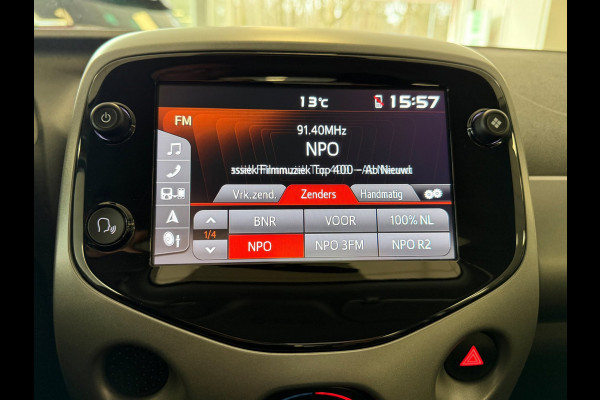 13°C 15:57
FM
91.40MHz
NPO
Filmmuziek Top 400 – Ab Nieuwd
Vrk.zend. Zenders Handmatig
BNR VOOR 100% NL
1/4
NPO NPO 3FM NPO R2